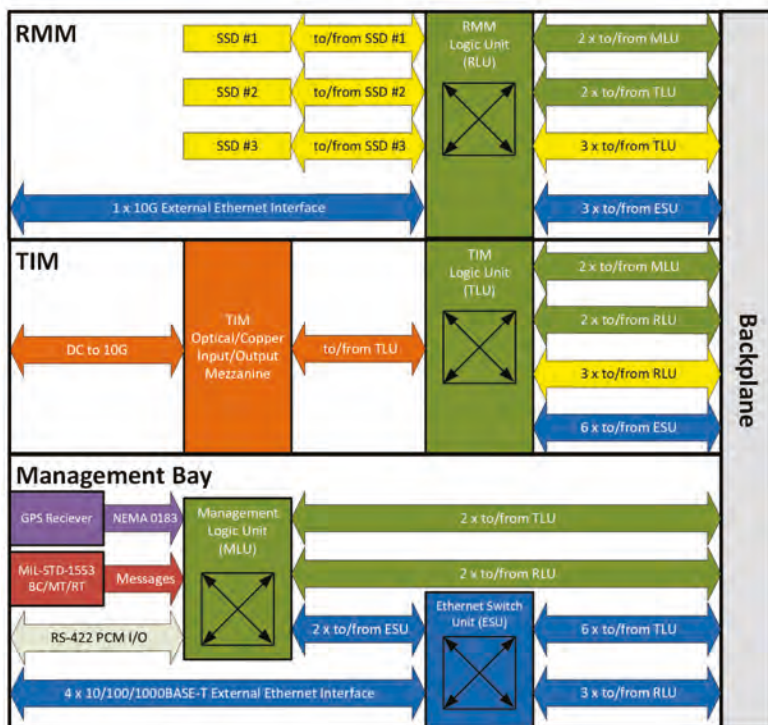 RMM
SSD #1
to/from SSD #1
RMM
Logic Unit
(RLU)
2 x to/from MLU
SSD #2
to/from SSD #2
2 x to/from TLU
SSD #3
to/from SSD #3
3 x to/from TLU
1 x 10G External Ethernet Interface
3 x to/from ESU
TIM
TIM
Optical/Copper
Input/Output
Mezzanine
TIM
Logic Unit
(TLU)
2 x to/from MLU
2 x to/from RLU
DC to 10G
to/from TLU
3 x to/from RLU
6 x to/from ESU
Backplane
Management Bay
GPS Reciever
NEMA 0183
Management
Logic Unit
(MLU)
2 x to/from TLU
MIL-STD-1553
BC/MT/RT
Messages
2 x to/from RLU
RS-422 PCM I/O
2 x to/from ESU
Ethernet Switch
Unit (ESU)
6 x to/from TLU
4 x 10/100/1000BASE-T External Ethernet Interface
3 x to/from RLU